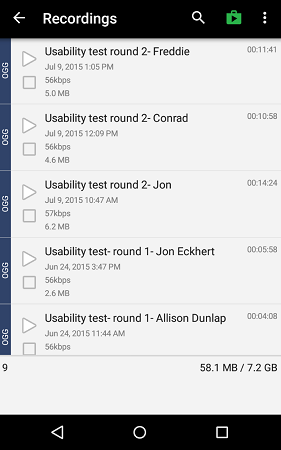 Recordings
OGG
Usability test round 2- Freddie
00:11:41
Jul 9, 2015 1:05 PM
56kbps
5.0 MB
OGG
Usability test round 2- Conrad
00:10:58
Jul 9, 2015 12:09 PM
56kbps
4.6 MB
OGG
Usability test round 2- Jon
00:14:24
Jul 9, 2015 10:47 AM
57kbps
6.2 MB
OGG
Usability test- round 1- Jon Eckhert
00:05:58
Jun 24, 2015 3:47 PM
56kbps
2.6 MB
OGG
Usability test- round 1- Allison Dunlap
00:04:08
Jun 24, 2015 11:44 AM
56kbps
9
58.1 MB / 7.2 GB